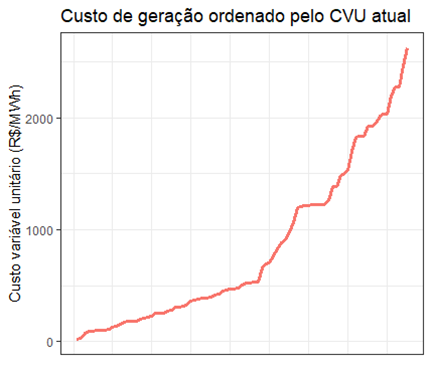 Custo de geração ordenado pelo CVU atual
Custo variável unitário (R$/MWh)
2000
1000
0